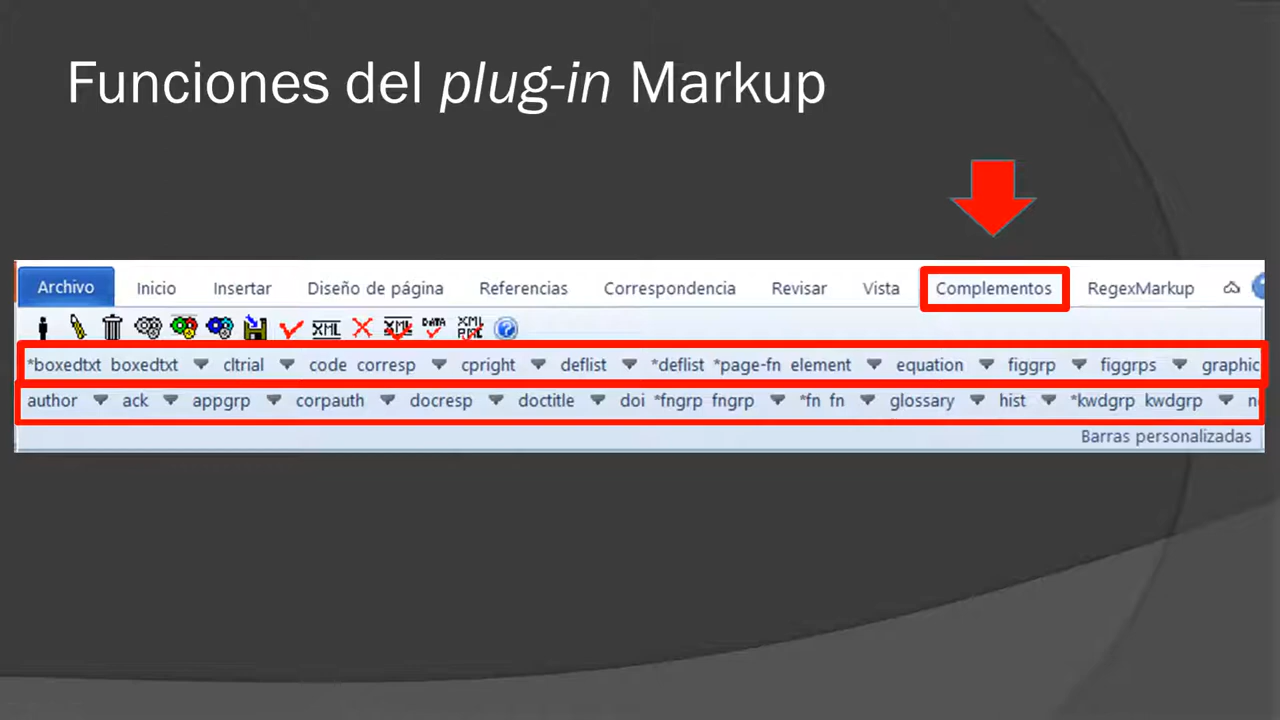 Funciones del plug-in Markup
Archivo Inicio Insertar Diseño de página Referencias Correspondencia Revisar Vista Complementos RegexMarkup
XML XML DATA XML
*boxedtxt boxedtxt cltrial code corresp cpright deflist *deflist *page-fn element equation figgrp figgrps graphic
author ack appgrp corpauth docresp doctitle doi *fngrp fngrp *fn fn glossary hist *kwdgrp kwdgrp
Barras personalizadas